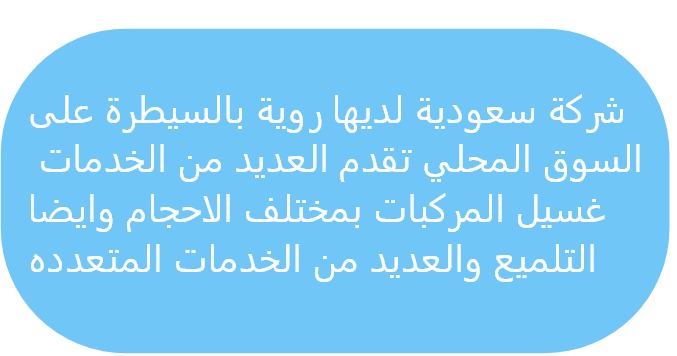 شركة سعودية لديها روية بالسيطرة على
السوق المحلي تقدم العديد من الخدمات
غسيل المركبات بمختلف الاحجام وايضا
التلميع والعديد من الخدمات المتعدده